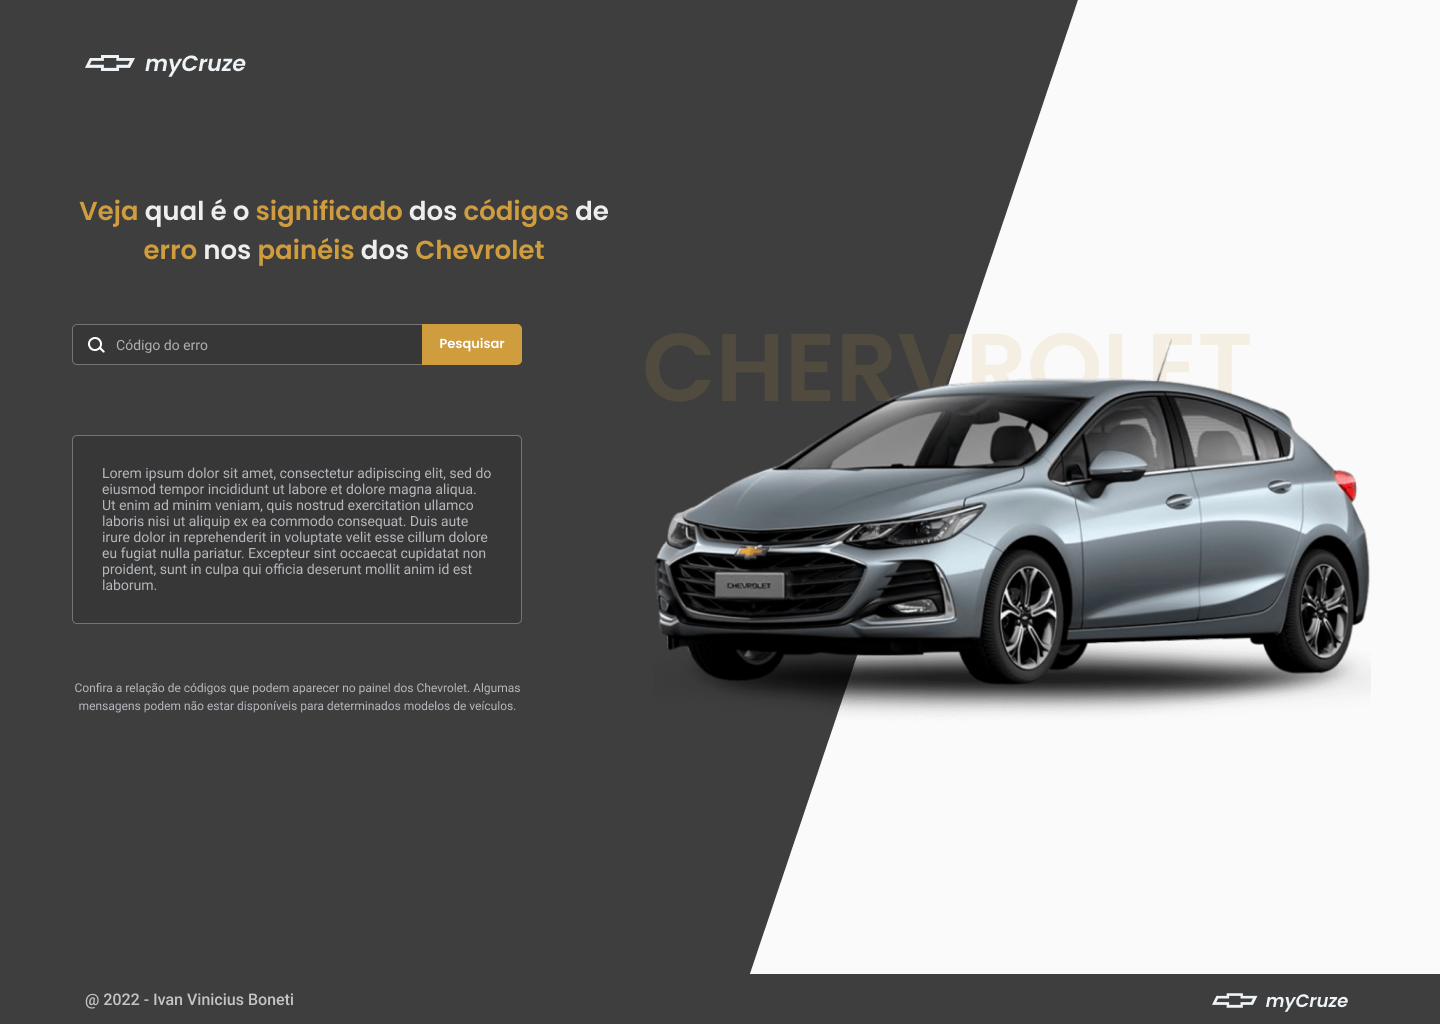 myCruze
Veja qual é o significado dos códigos de
erro nos painéis dos Chevrolet
Código do erro
Pesquisar
CHERVROLET
Lorem ipsum dolor sit amet, consectetur adipiscing elit, sed do
eiusmod tempor incididunt ut labore et dolore magna aliqua.
Ut enim ad minim veniam, quis nostrud exercitation ullamco
laboris nisi ut aliquip ex ea commodo consequat. Duis aute
irure dolor in reprehenderit in voluptate velit esse cillum dolore
eu fugiat nulla pariatur. Excepteur sint occaecat cupidatat non
proident, sunt in culpa qui officia deserunt mollit anim id est
laborum.
CHEVROLET
Confira a relação de códigos que podem aparecer no painel dos Chevrolet. Algumas
mensagens podem não estar disponíveis para determinados modelos de veículos.
@ 2022 - Ivan Vinicius Boneti
myCruze